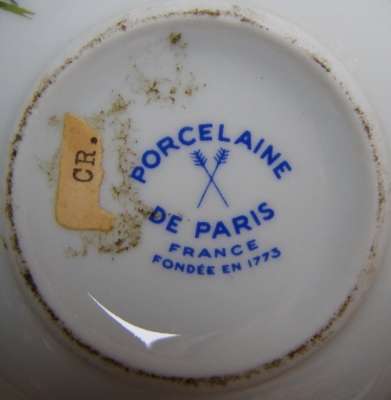 CR.
PORCELAINE
DE PARIS
FRANCE
FONDÉE EN 1773